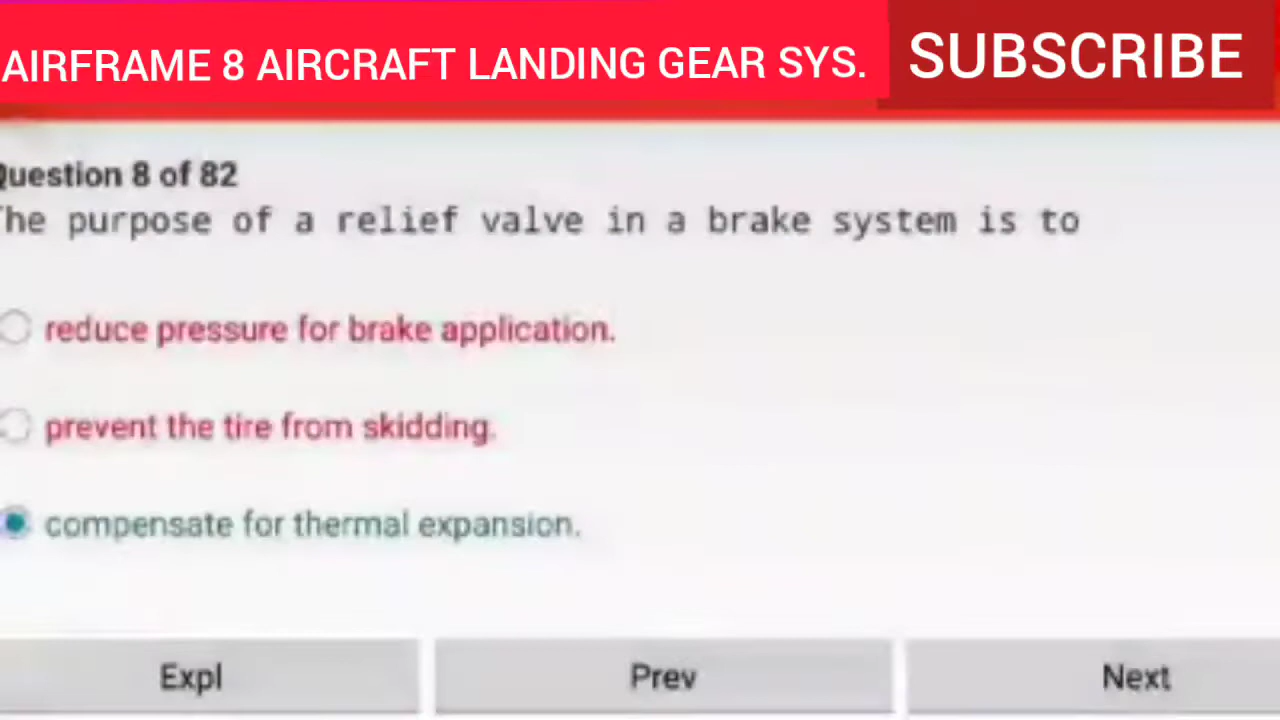 AIRFRAME 8 AIRCRAFT LANDING GEAR SYS.
SUBSCRIBE
Question 8 of 82
The purpose of a relief valve in a brake system is to
reduce pressure for brake application.
prevent the tire from skidding.
compensate for thermal expansion.
Expl
Prev
Next